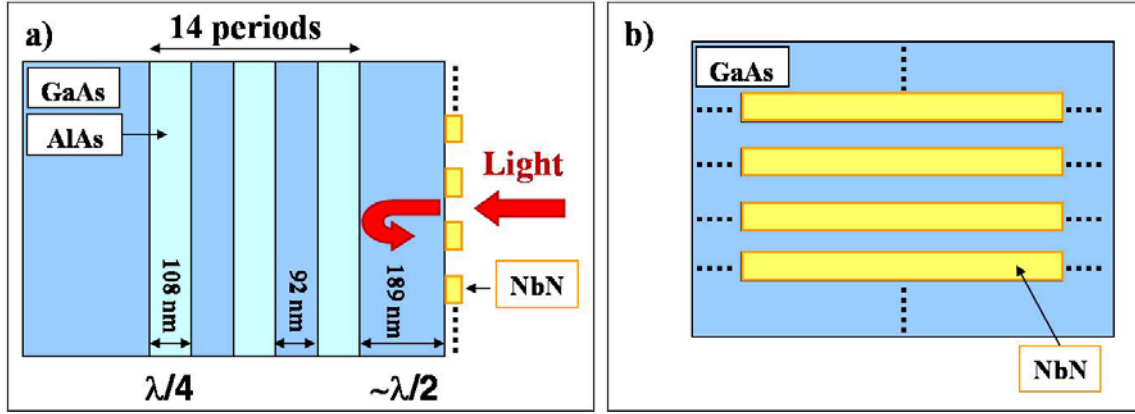 a)
14 periods
GaAs
AlAs
Light
108 nm
92 nm
189 nm
NbN
λ/4
~λ/2
b)
GaAs
NbN